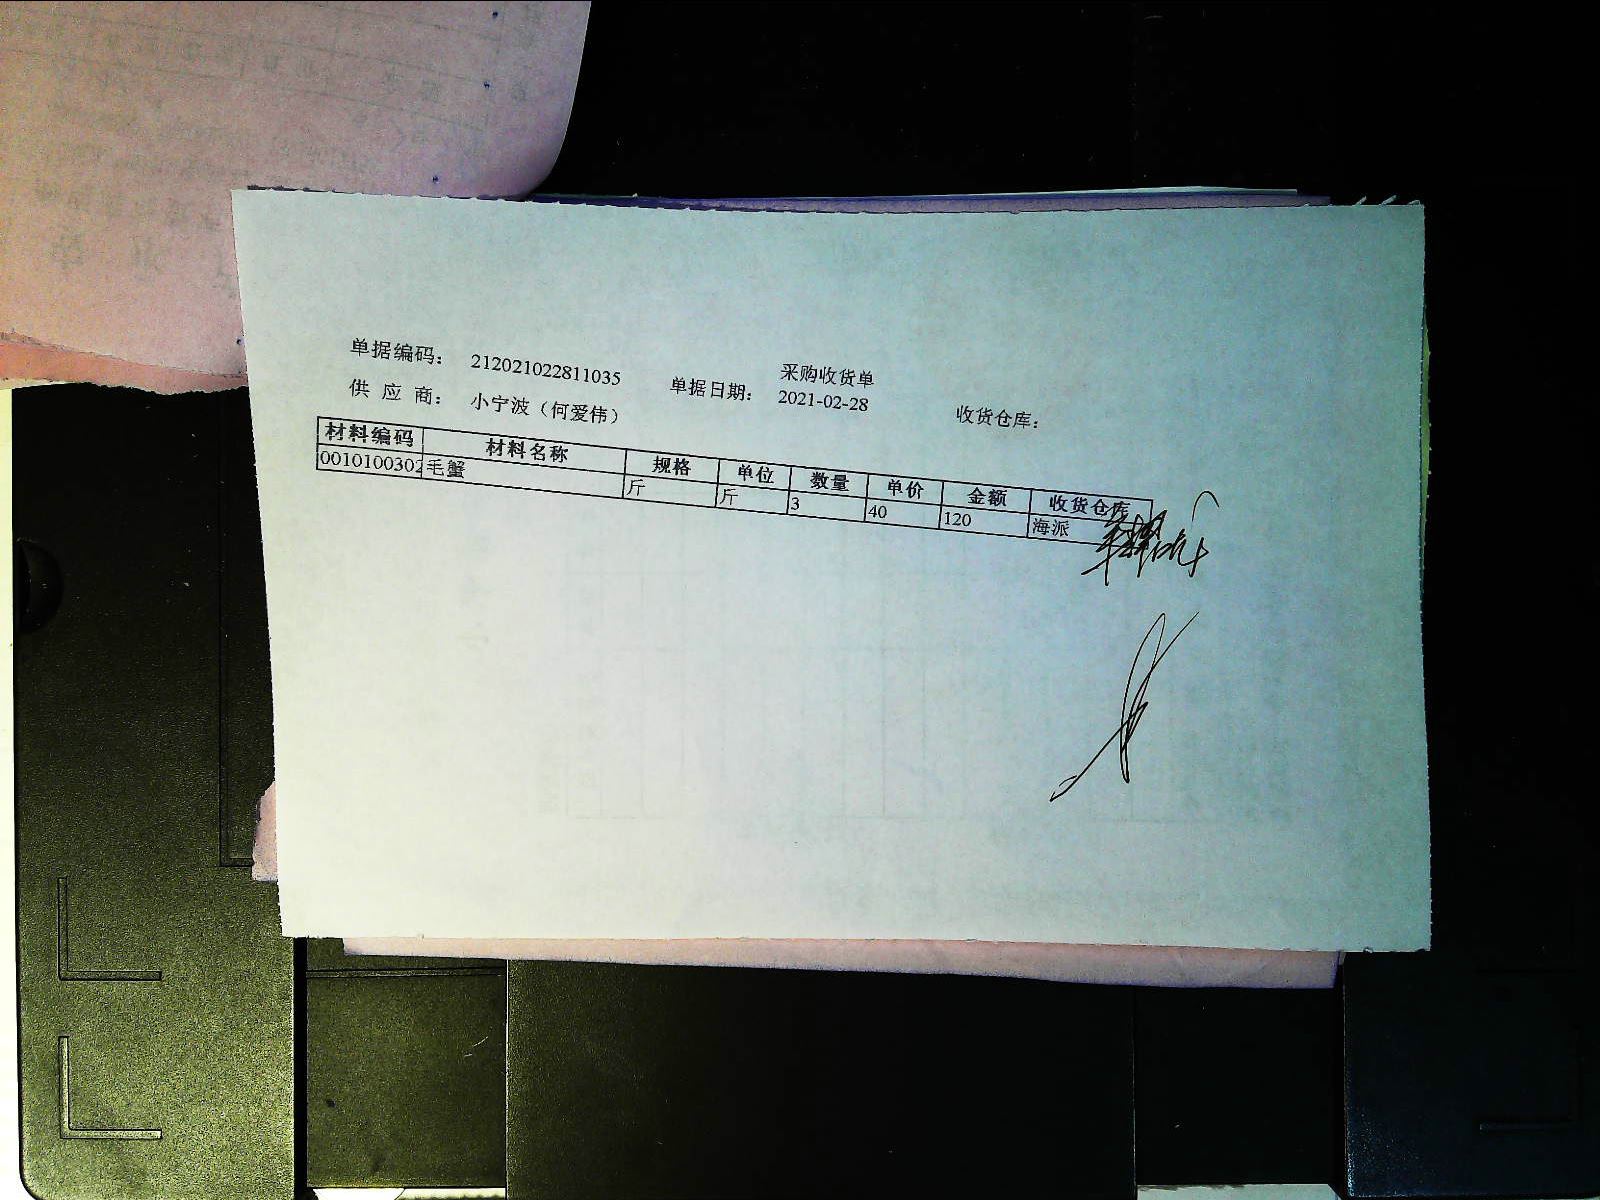 采购收货单
单据编码： 212021022811035 单据日期： 2021-02-28 收货仓库：
供 应 商： 小宁波（何爱伟）
材料编码 材料名称 规格 单位 数量 单价 金额 收货仓库
0010100302 毛蟹 斤 斤 3 40 120 海派